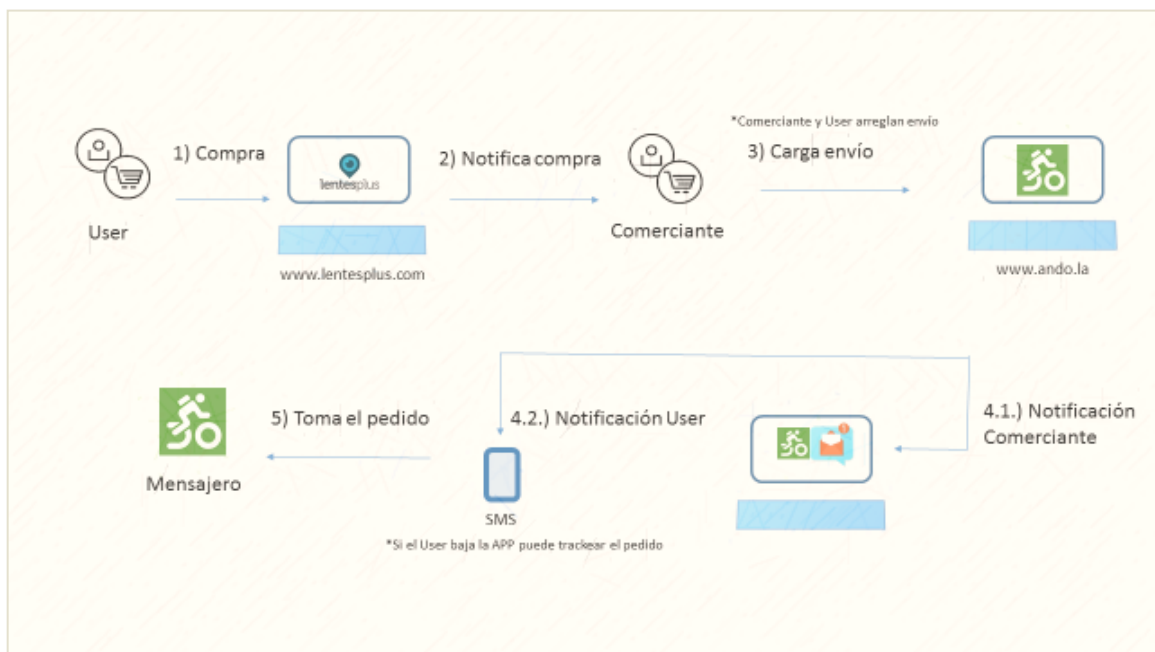 *Comerciante y User arreglan envío
1) Compra
2) Notifica compra
3) Carga envío
lentesplus
User
Comerciante
www.lentesplus.com
www.ando.la
5) Toma el pedido
4.2.) Notificación User
4.1.) Notificación
Comerciante
1
Mensajero
SMS
*Si el User baja la APP puede trackear el pedido